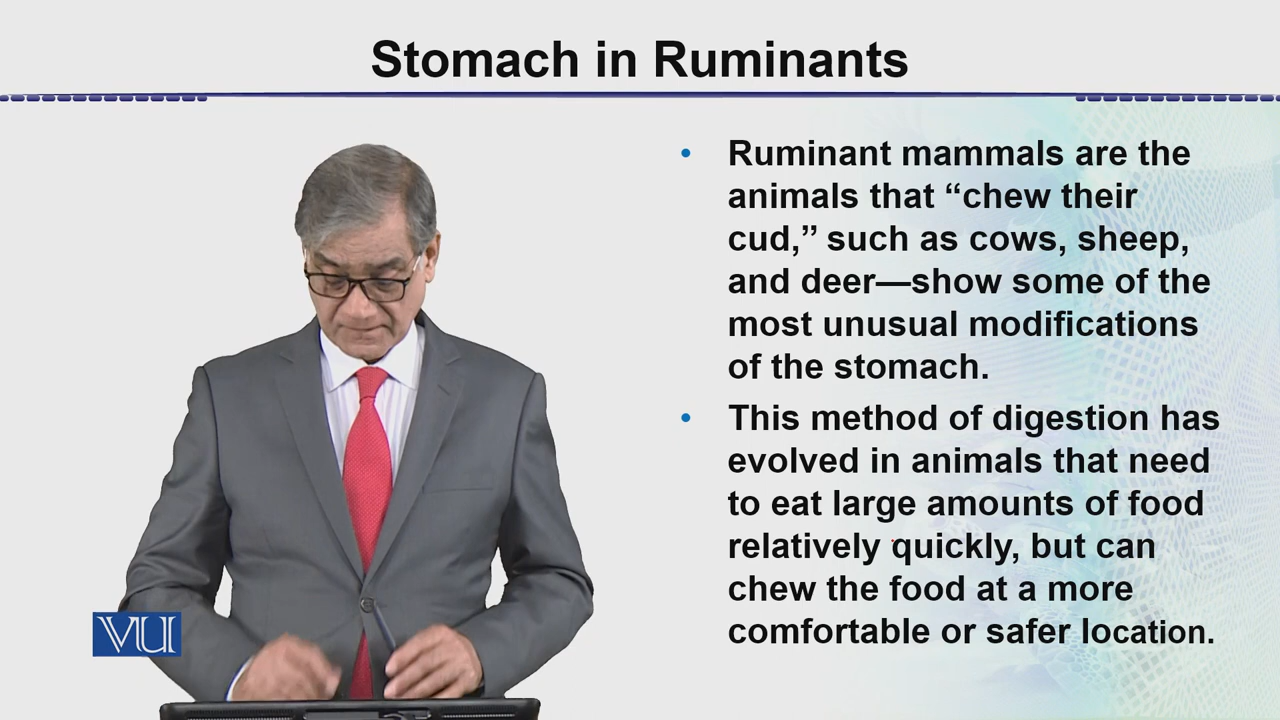 Stomach in Ruminants
• Ruminant mammals are the
animals that “chew their
cud,” such as cows, sheep,
and deer—show some of the
most unusual modifications
of the stomach.
• This method of digestion has
evolved in animals that need
to eat large amounts of food
relatively quickly, but can
chew the food at a more
comfortable or safer location.
VU